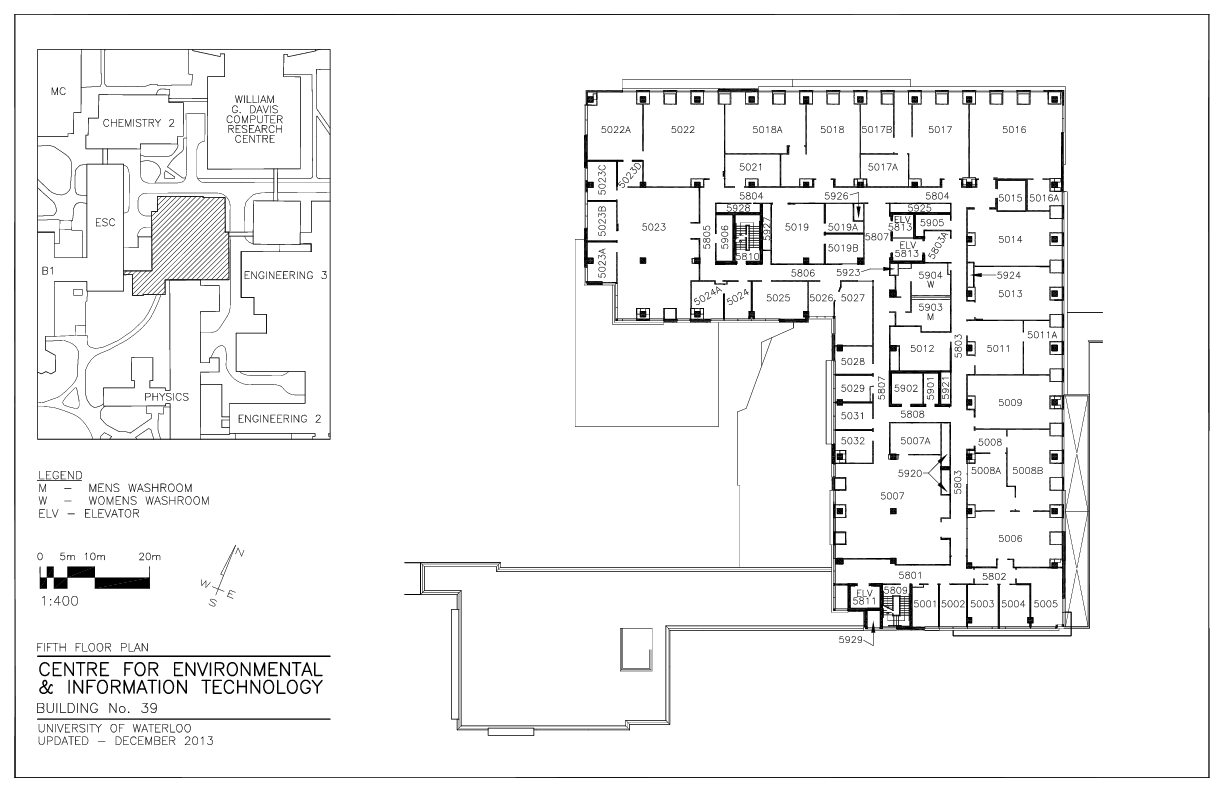 MC
CHEMISTRY 2
WILLIAM
G. DAVIS
COMPUTER
RESEARCH
CENTRE
ESC
B1
ENGINEERING 3
PHYSICS
ENGINEERING 2
LEGEND
M – MENS WASHROOM
W – WOMENS WASHROOM
ELV – ELEVATOR
0 5m 10m 20m
1:400
N
W
E
S
FIFTH FLOOR PLAN
CENTRE FOR ENVIRONMENTAL
& INFORMATION TECHNOLOGY
BUILDING No. 39
UNIVERSITY OF WATERLOO
UPDATED – DECEMBER 2013
5022A 5022 5018A 5018 5017B 5017 5016
5023C 5023D 5021 5017A
5804 5926 5804 5015 5016A
5928 5925
5023B 5023 5805 5906 5810 5927 5019 5019A 5807 ELV 5813 5905
5023A 5019B ELV 5813 5803A 5014
5806 5923 5904 W 5924
5024A 5024 5025 5026 5027 5013
5903 M
5028 5012 5803 5011 5011A
5029 5807 5902 5901 5921 5009
5031 5808
5032 5007A 5008
5920 5803 5008A 5008B
5007
5006
5801 5802
ELV 5811 5809 5001 5002 5003 5004 5005
5929